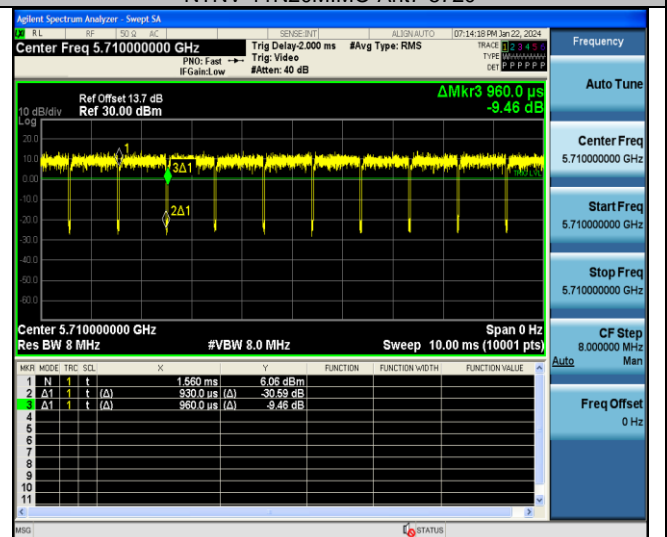 Agilent Spectrum Analyzer - Swept SA
RL RF 50 Ω AC SENSE:INT ALIGN AUTO 07:14:18 PM Jan 22, 2024
Center Freq 5.710000000 GHz Trig Delay-2.000 ms #Avg Type: RMS TRACE 1 2 3 4 5 6
PNO: Fast Trig: Video TYPE
IFGain:Low #Atten: 40 dB DET P P P P P P
Frequency
Auto Tune
Ref Offset 13.7 dB ΔMkr3 960.0 µs
10 dB/div Ref 30.00 dBm -9.46 dB
Log
20.0
10.0
0.00
-10.0
-20.0
-30.0
-40.0
-50.0
-60.0
1
3Δ1
2Δ1
Center Freq
5.710000000 GHz
Start Freq
5.710000000 GHz
Stop Freq
5.710000000 GHz
Center 5.710000000 GHz Span 0 Hz
Res BW 8 MHz #VBW 8.0 MHz Sweep 10.00 ms (10001 pts)
CF Step
8.000000 MHz
Auto Man
Freq Offset
0 Hz
MKR MODE TRC SCL X Y FUNCTION FUNCTION WIDTH FUNCTION VALUE
1 N 1 t 1.560 ms 6.06 dBm
2 Δ1 1 t (Δ) 930.0 µs (Δ) -30.59 dB
3 Δ1 1 t (Δ) 960.0 µs (Δ) -9.46 dB
4
5
6
7
8
9
10
11
MSG STATUS